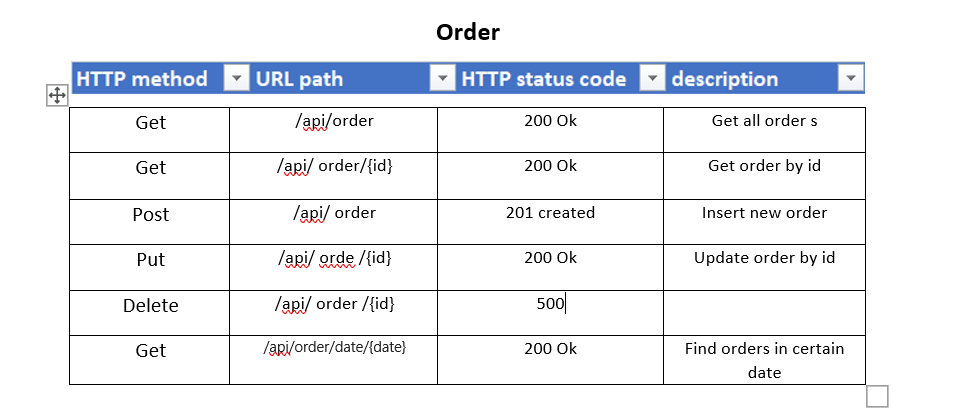 Order
HTTP method URL path HTTP status code description
Get /api/order 200 Ok Get all order s
Get /api/ order/{id} 200 Ok Get order by id
Post /api/ order 201 created Insert new order
Put /api/ orde /{id} 200 Ok Update order by id
Delete /api/ order /{id} 500
Get /api/order/date/{date} 200 Ok Find orders in certain
date